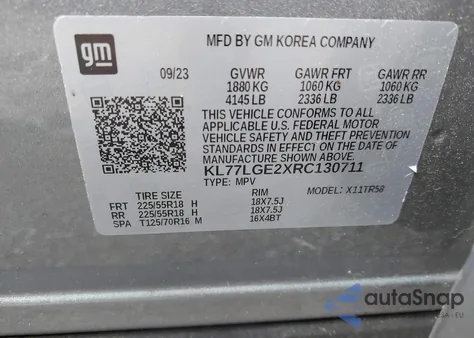 gm
MFD BY GM KOREA COMPANY
09/23 GVWR GAWR FRT GAWR RR
1880 KG 1060 KG 1060 KG
4145 LB 2336 LB 2336 LB
THIS VEHICLE CONFORMS TO ALL
APPLICABLE U.S. FEDERAL MOTOR
VEHICLE SAFETY AND THEFT PREVENTION
STANDARDS IN EFFECT ON THE DATE OF
MANUFACTURE SHOWN ABOVE.
KL77LGE2XRC130711
TYPE: MPV MODEL: X11TR58
TIRE SIZE RIM
FRT 225/55R18 H 18X7.5J
RR 225/55R18 H 18X7.5J
SPA T125/70R16 M 16X4BT
autoSnap